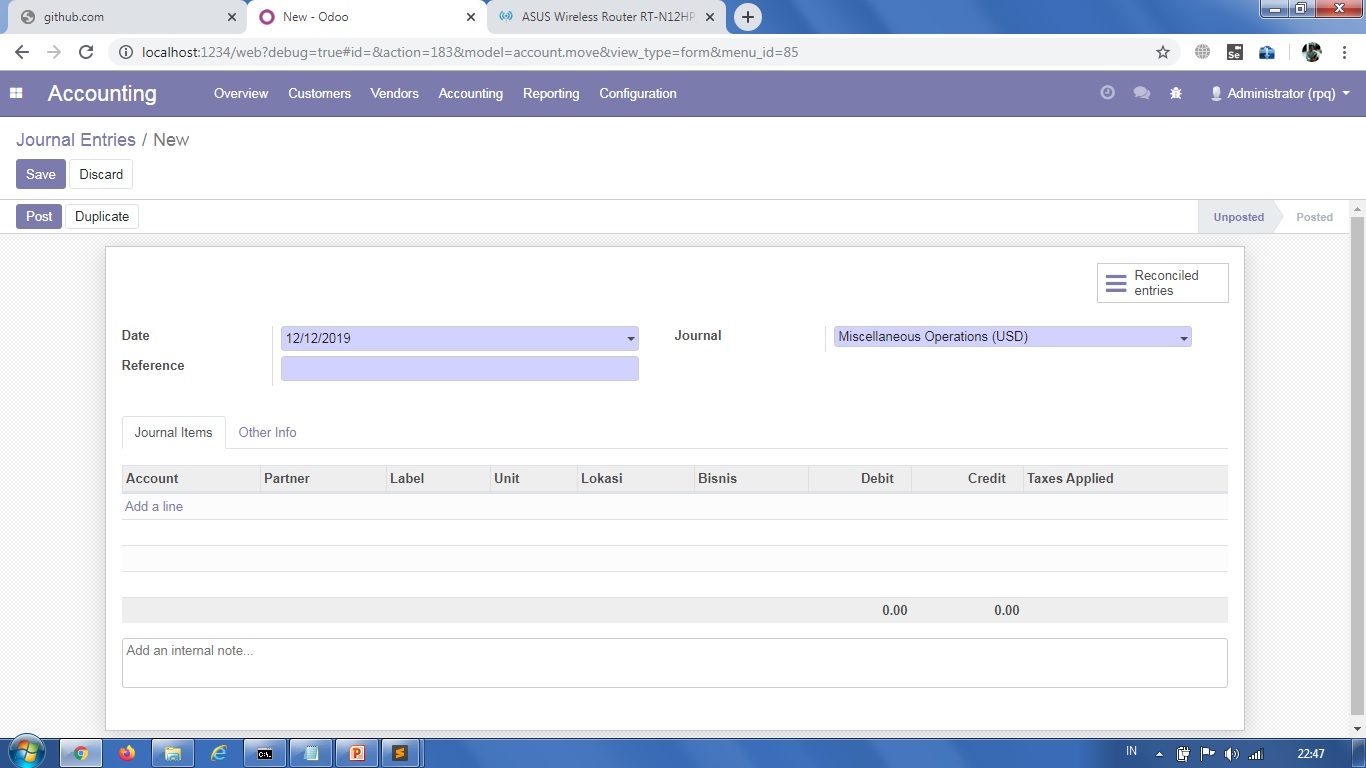 github.com
New - Odoo
ASUS Wireless Router RT-N12HP
localhost:1234/web?debug=true#id=&action=183&model=account.move&view_type=form&menu_id=85
Se
Accounting Overview Customers Vendors Accounting Reporting Configuration Administrator (rpq)
Journal Entries / New
Save Discard
Post Duplicate Unposted Posted
Reconciled
entries
Date 12/12/2019 Journal Miscellaneous Operations (USD)
Reference
Journal Items Other Info
Account Partner Label Unit Lokasi Bisnis Debit Credit Taxes Applied
Add a line
0.00 0.00
Add an internal note...
IN 22:47